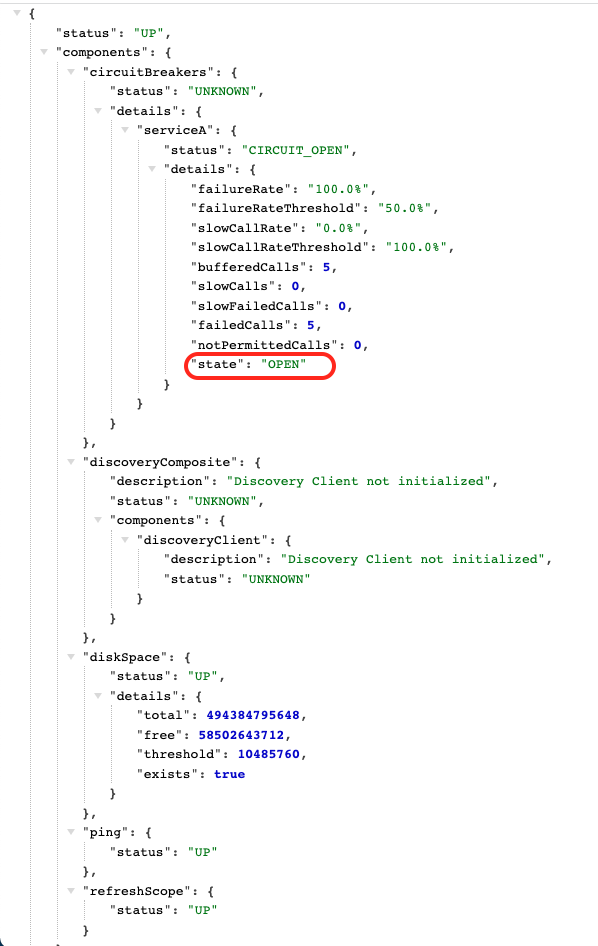 {
"status": "UP",
"components": {
"circuitBreakers": {
"status": "UNKNOWN",
"details": {
"serviceA": {
"status": "CIRCUIT_OPEN",
"details": {
"failureRate": "100.0%",
"failureRateThreshold": "50.0%",
"slowCallRate": "0.0%",
"slowCallRateThreshold": "100.0%",
"bufferedCalls": 5,
"slowCalls": 0,
"slowFailedCalls": 0,
"failedCalls": 5,
"notPermittedCalls": 0,
"state": "OPEN"
}
}
}
},
"discoveryComposite": {
"description": "Discovery Client not initialized",
"status": "UNKNOWN",
"components": {
"discoveryClient": {
"description": "Discovery Client not initialized",
"status": "UNKNOWN"
}
}
},
"diskSpace": {
"status": "UP",
"details": {
"total": 494384795648,
"free": 58502643712,
"threshold": 10485760,
"exists": true
}
},
"ping": {
"status": "UP"
},
"refreshScope": {
"status": "UP"
}